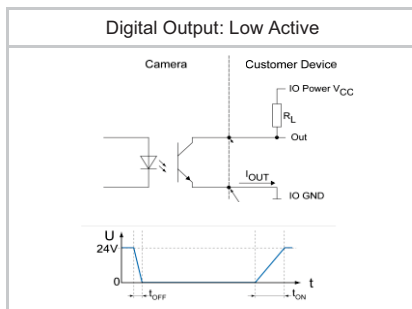 Digital Output: Low Active
Camera
Customer Device
IO Power VCC
RL
Out
IOUT
IO GND
U
24V
0
t
tOFF
tON